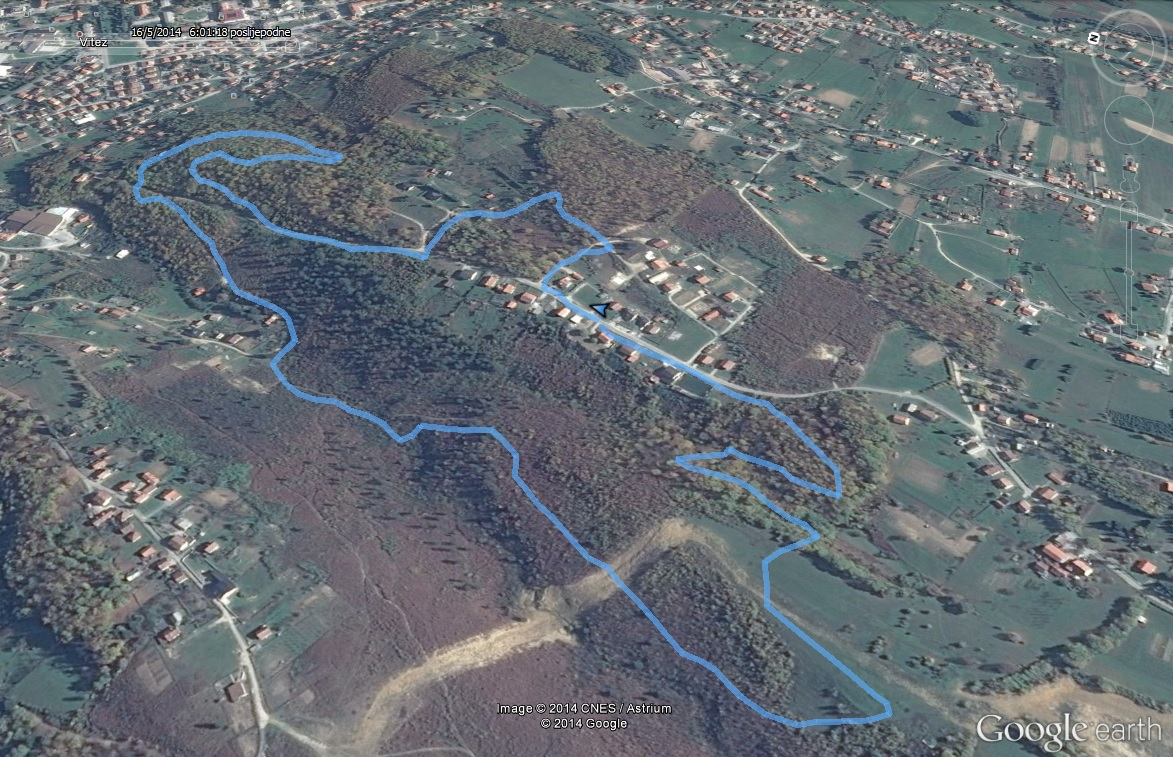 16/5/2014 6:01:18 poslijepodne
Vitez
N
Image © 2014 CNES / Astrium
© 2014 Google
Google earth